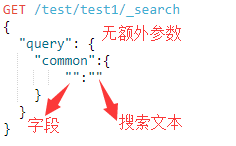 GET /test/test1/_search
无额外参数
{
"query": {
"common":{
"":""
}
}
}
字段
搜索文本